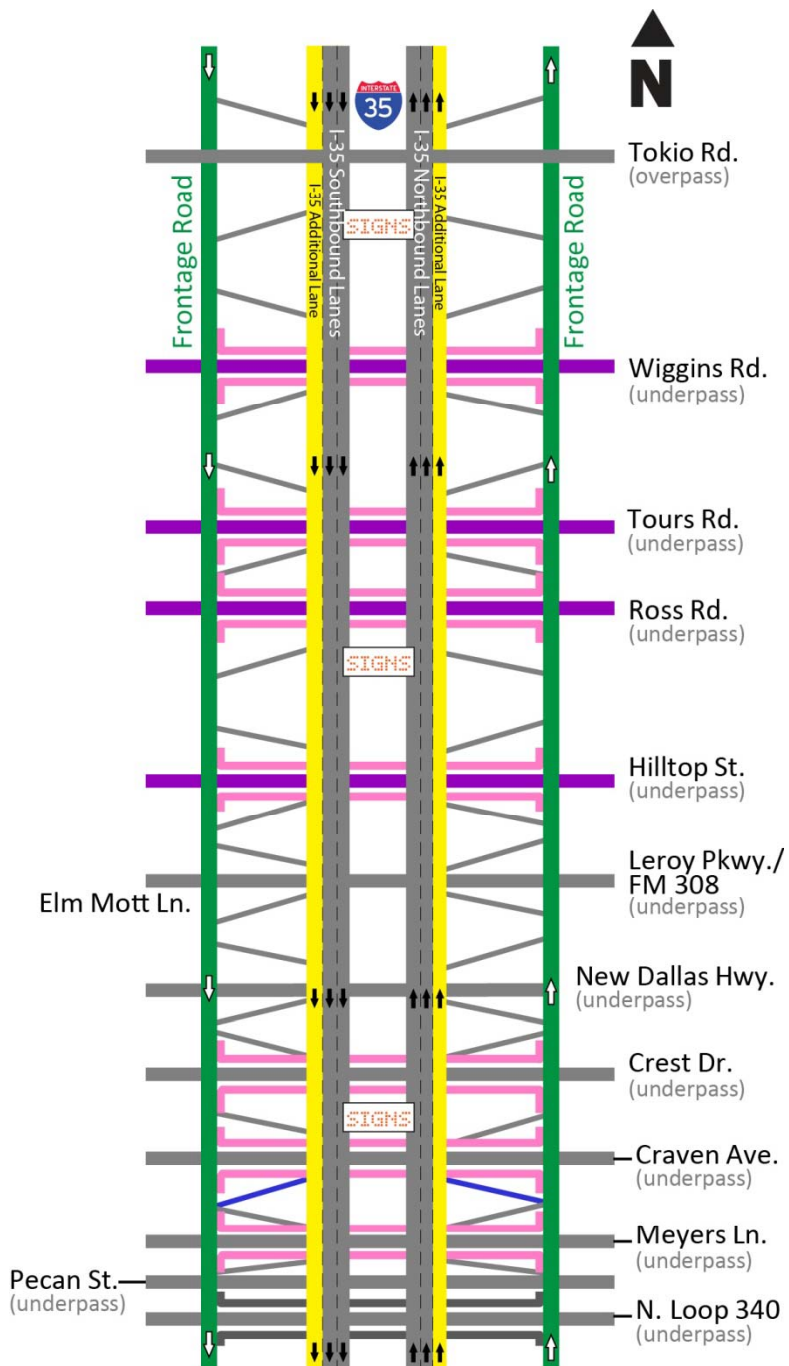 N
INTERSTATE
35
Tokio Rd.
(overpass)
Frontage Road
I-35 Additional Lane
I-35 Southbound Lanes
I-35 Northbound Lanes
I-35 Additional Lane
Frontage Road
SIGNS
Wiggins Rd.
(underpass)
Tours Rd.
(underpass)
Ross Rd.
(underpass)
SIGNS
Hilltop St.
(underpass)
Leroy Pkwy./
FM 308
(underpass)
Elm Mott Ln.
New Dallas Hwy.
(underpass)
Crest Dr.
(underpass)
SIGNS
Craven Ave.
(underpass)
Meyers Ln.
(underpass)
Pecan St.
(underpass)
N. Loop 340
(underpass)